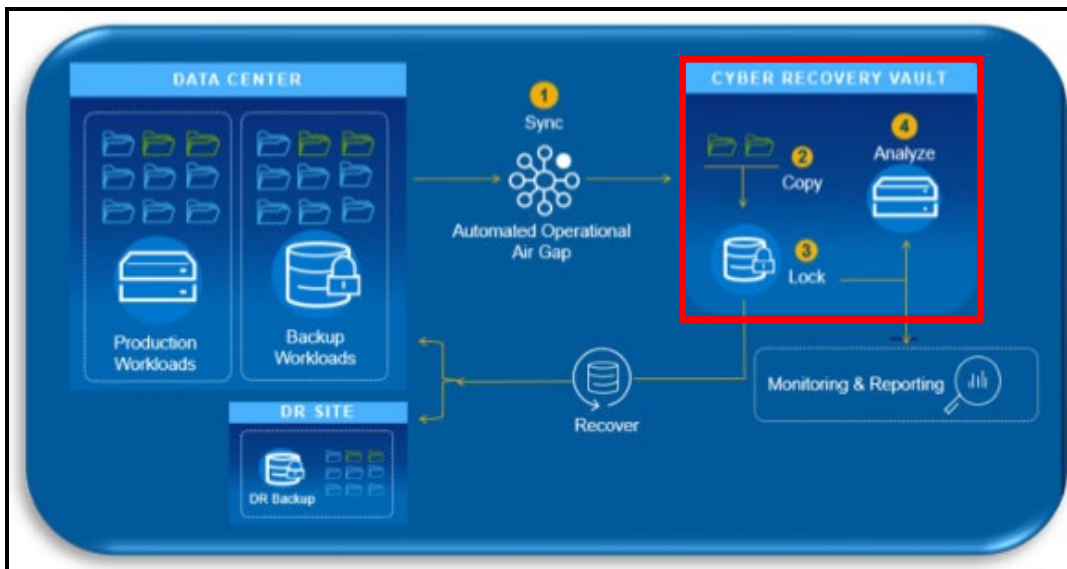 DATA CENTER
Production
Workloads
Backup
Workloads
1
Sync
Automated Operational
Air Gap
CYBER RECOVERY VAULT
2
Copy
3
Lock
4
Analyze
Monitoring & Reporting
Recover
DR SITE
DR Backup